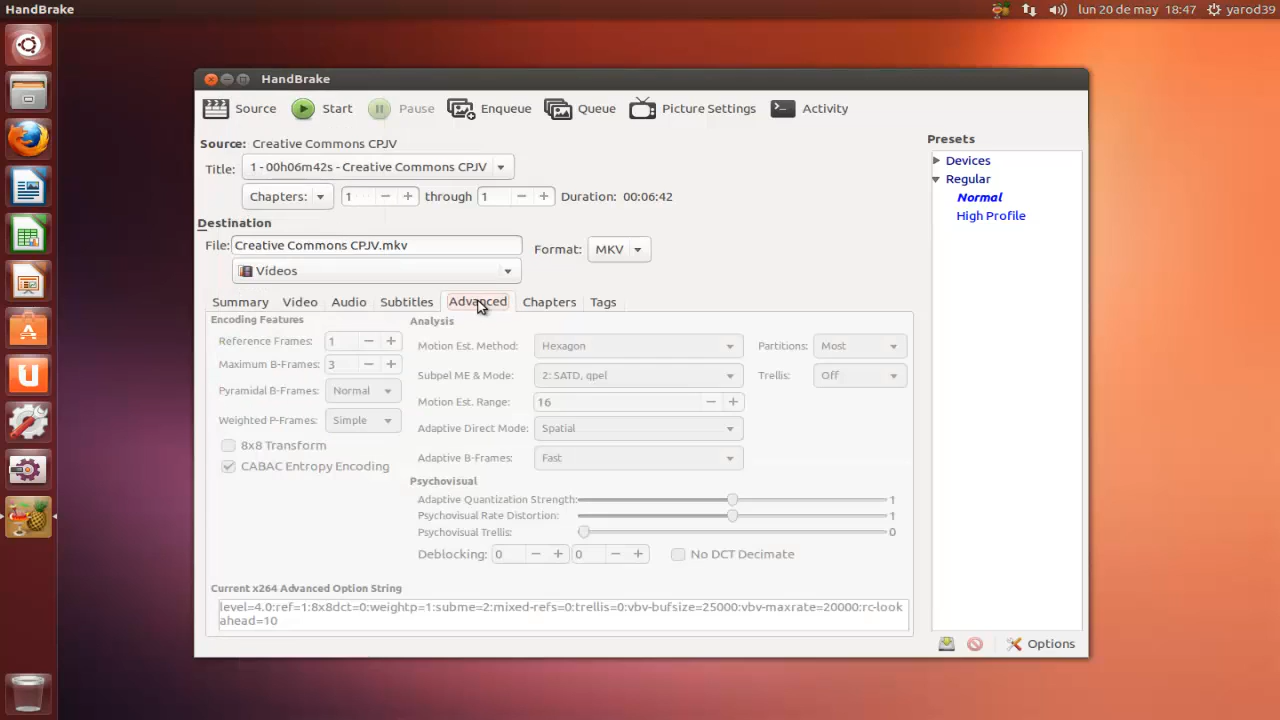 HandBrake
lun 20 de may 18:47 yarod39
HandBrake
Source Start Pause Enqueue Queue Picture Settings Activity
Source: Creative Commons CPJV
Title: 1 - 00h06m42s - Creative Commons CPJV
Chapters: 1 through 1 Duration: 00:06:42
Destination
File: Creative Commons CPJV.mkv Format: MKV
Videos
Summary Video Audio Subtitles Advanced Chapters Tags
Encoding Features
Reference Frames: 1
Maximum B-Frames: 3
Pyramidal B-Frames: Normal
Weighted P-Frames: Simple
8x8 Transform
CABAC Entropy Encoding
Analysis
Motion Est. Method: Hexagon Partitions: Most
Subpel ME & Mode: 2: SATD, qpel Trellis: Off
Motion Est. Range: 16
Adaptive Direct Mode: Spatial
Adaptive B-Frames: Fast
Psychovisual
Adaptive Quantization Strength: 1
Psychovisual Rate Distortion: 1
Psychovisual Trellis: 0
Deblocking: 0 0 No DCT Decimate
Current x264 Advanced Option String
level=4.0:ref=1:8x8dct=0:weightp=1:subme=2:mixed-refs=0:trellis=0:vbv-bufsize=25000:vbv-maxrate=20000:rc-look
ahead=10
Presets
Devices
Regular
Normal
High Profile
Options